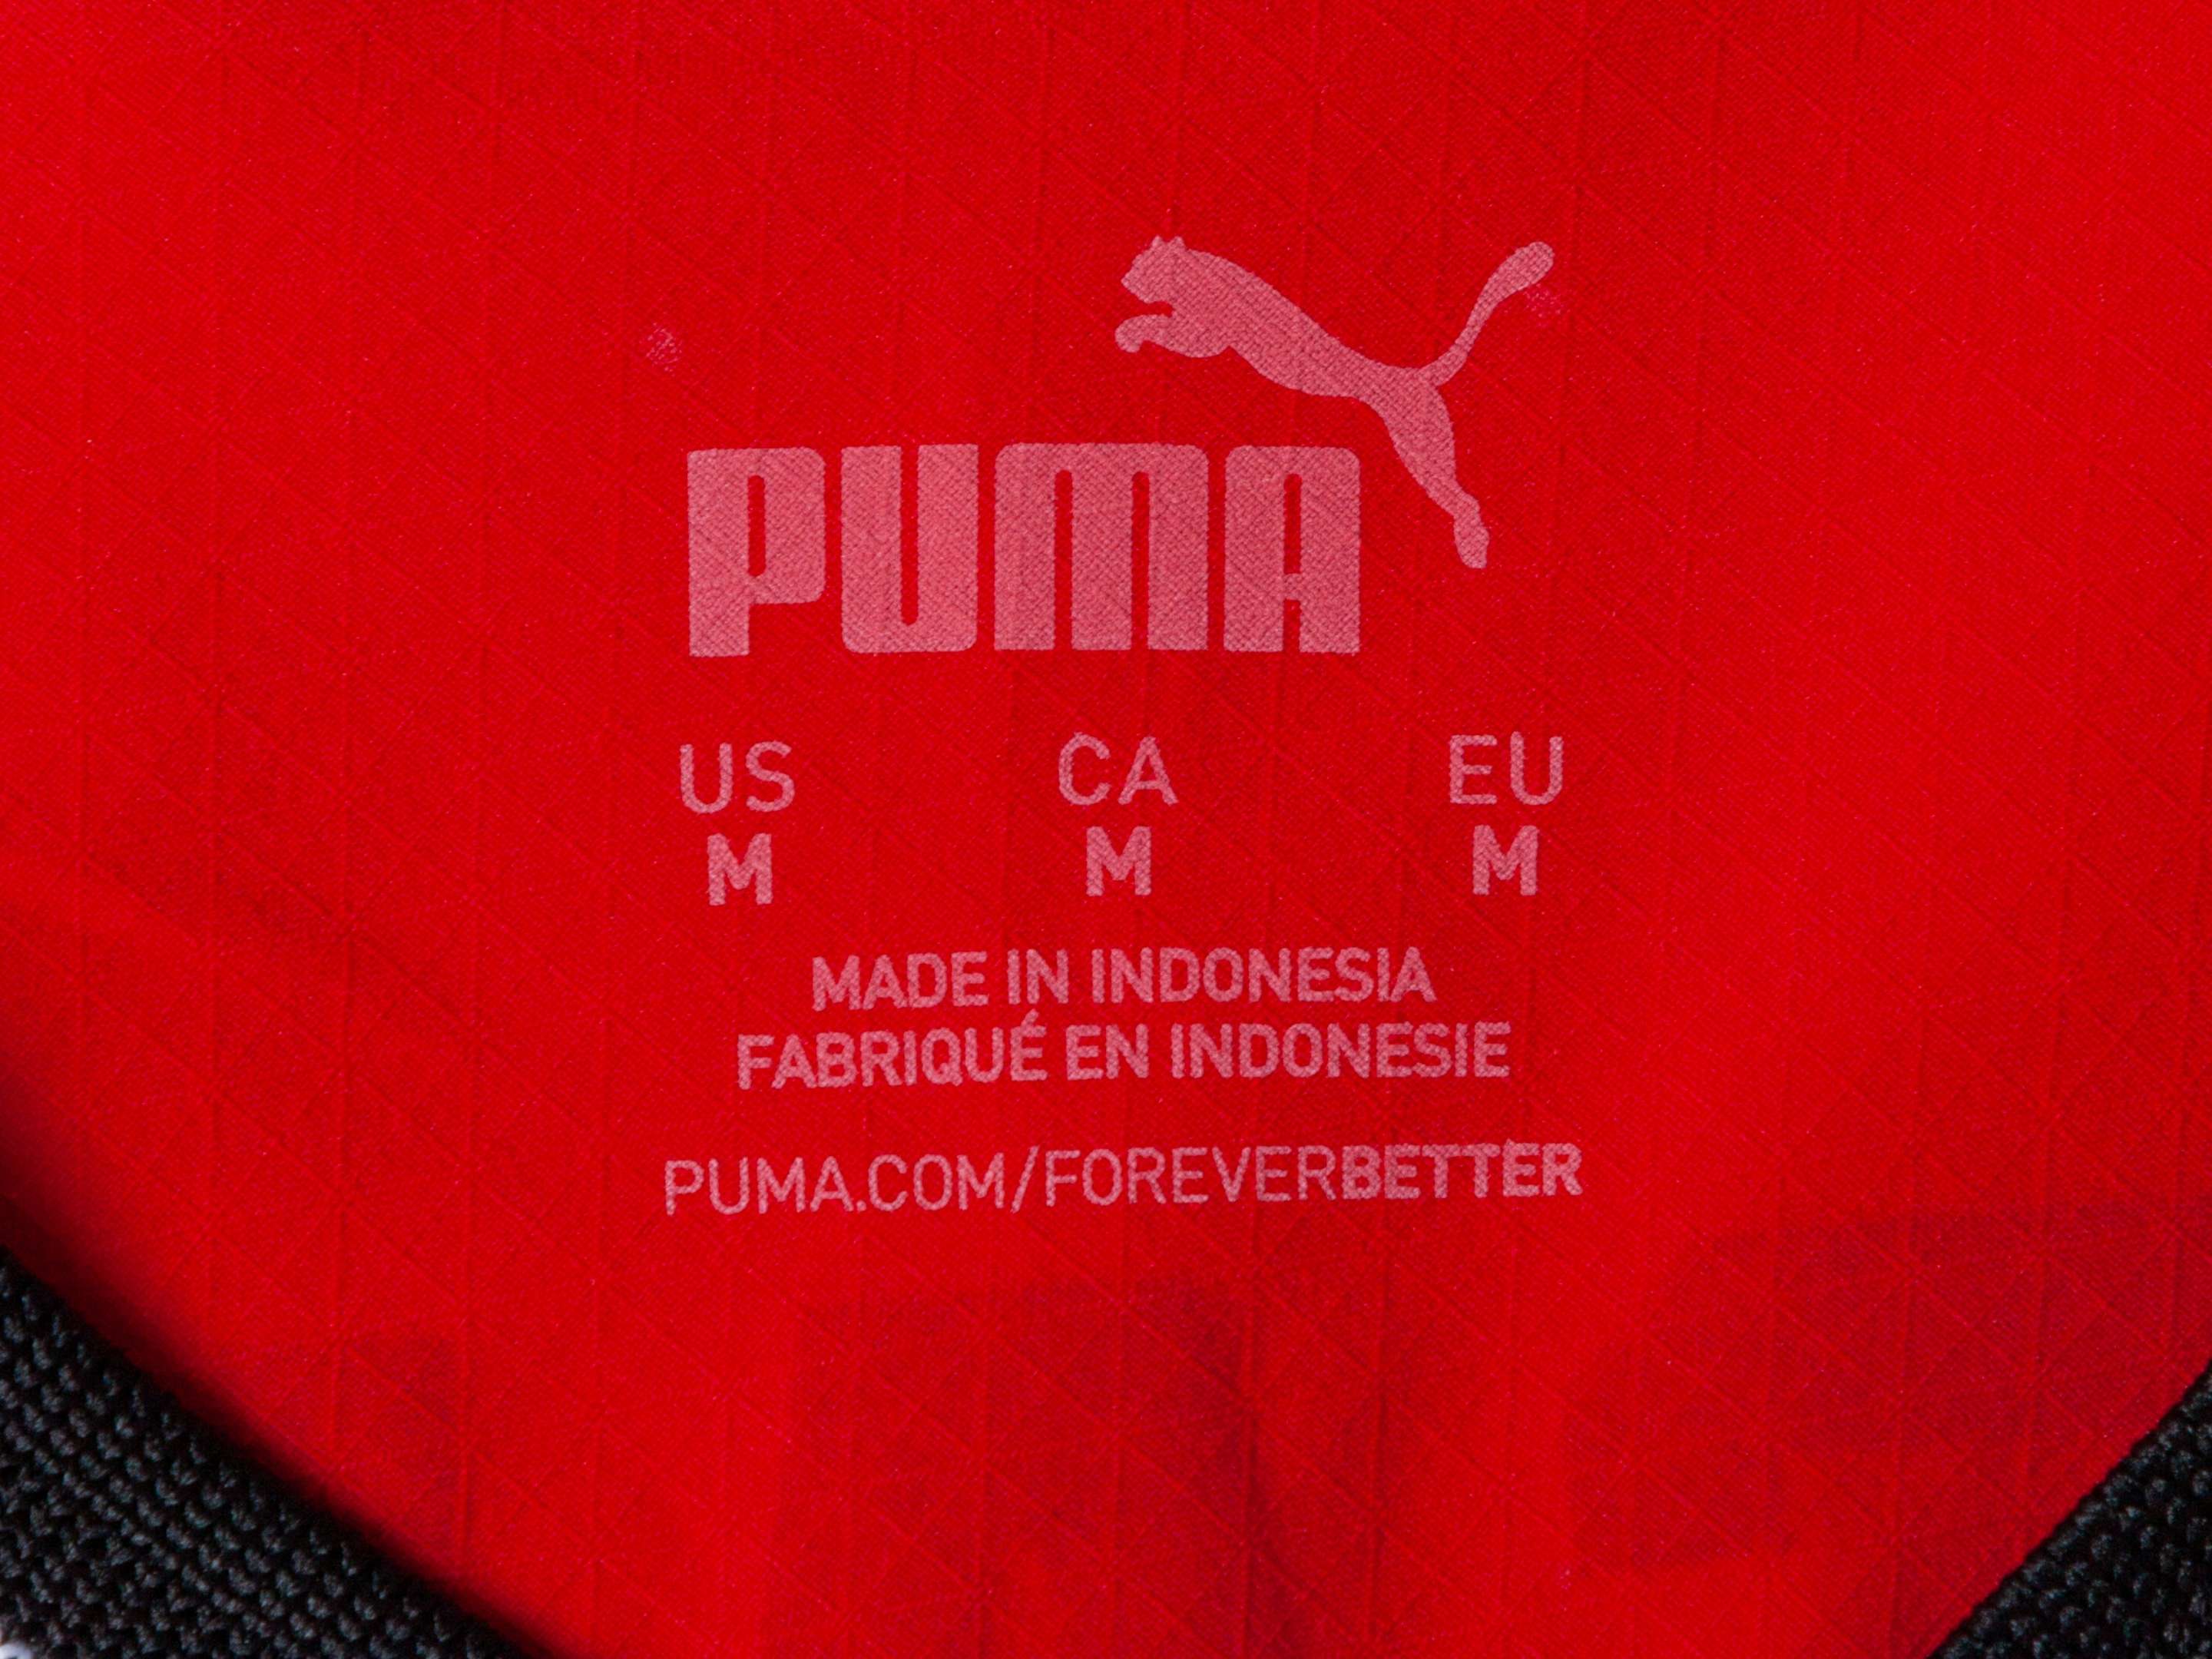 PUMA
US CA EU
M M M
MADE IN INDONESIA
FABRIQUÉ EN INDONESIE
PUMA.COM/FOREVERBETTER